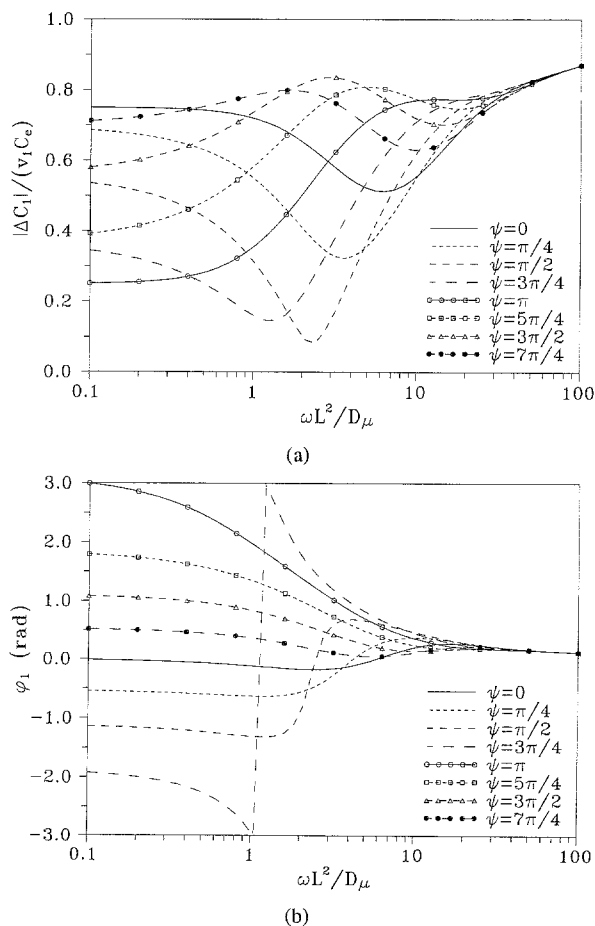 1.0
0.8
0.6
0.4
0.2
0.0
|ΔC₁|/(ν₁Cₑ)
ψ=0
ψ=π/4
ψ=π/2
ψ=3π/4
ψ=π
ψ=5π/4
ψ=3π/2
ψ=7π/4
0.1 1 10 100
ωL²/Dμ
(a)
3.0
2.0
1.0
0.0
-1.0
-2.0
-3.0
φ₁ (rad)
ψ=0
ψ=π/4
ψ=π/2
ψ=3π/4
ψ=π
ψ=5π/4
ψ=3π/2
ψ=7π/4
0.1 1 10 100
ωL²/Dμ
(b)